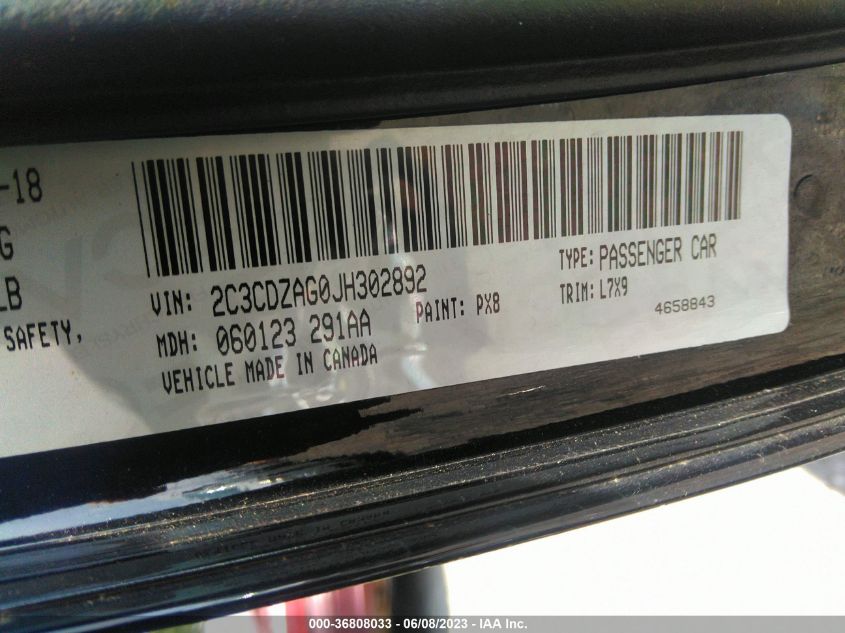 -18
G
LB
SAFETY,
VIN: 2C3CDZAG0JH302892
MDH: 060123 291AA
PAINT: PX8
VEHICLE MADE IN CANADA
TYPE: PASSENGER CAR
TRIM: L7X9
4658843
000-36808033 - 06/08/2023 - IAA Inc.